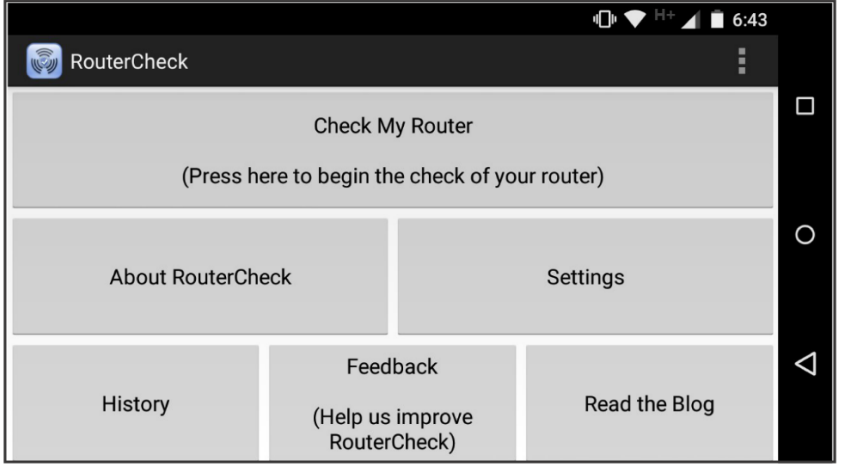 H+ 6:43
RouterCheck
Check My Router
(Press here to begin the check of your router)
About RouterCheck
Settings
History
Feedback
(Help us improve
RouterCheck)
Read the Blog